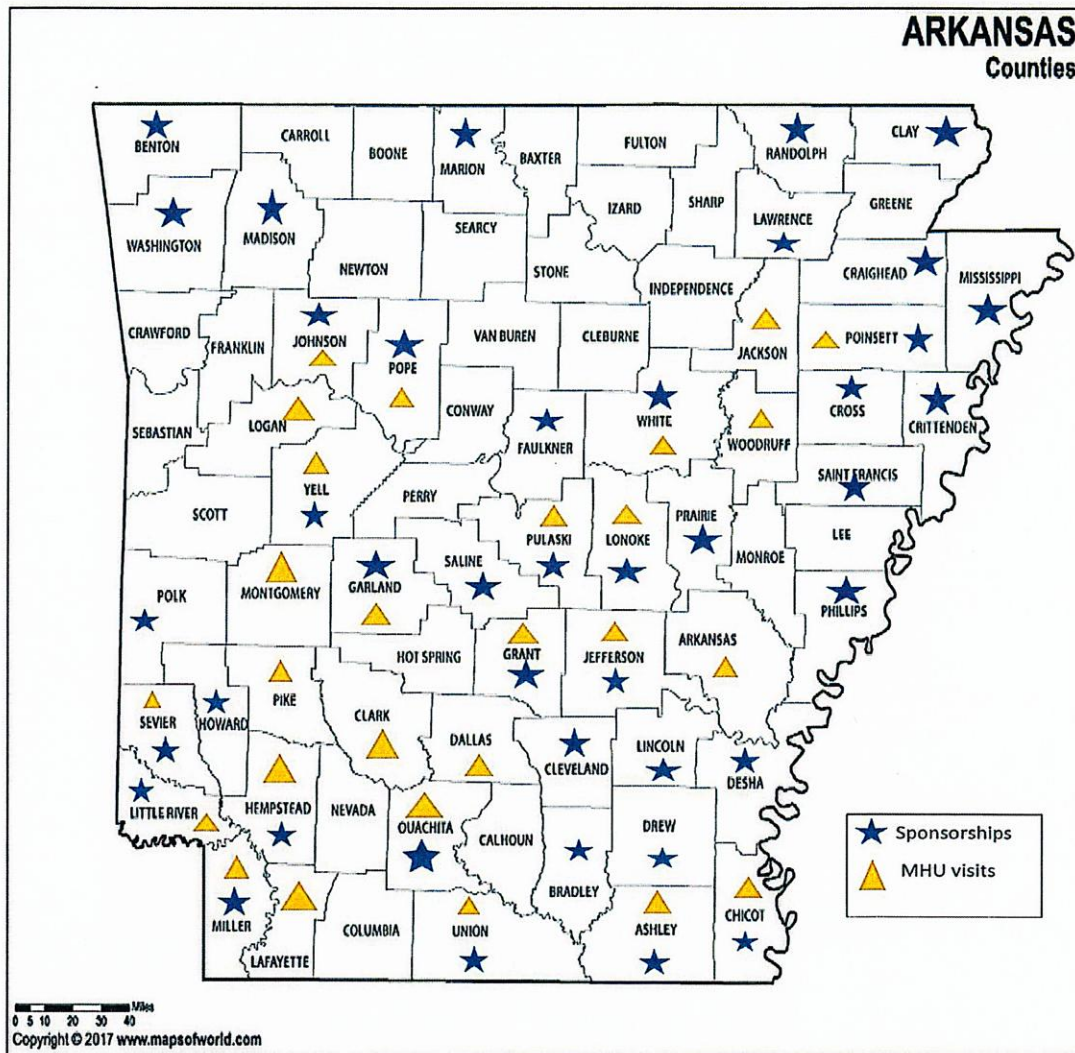 ARKANSAS
Counties
BENTON
CARROLL
BOONE
MARION
BAXTER
FULTON
RANDOLPH
CLAY
WASHINGTON
MADISON
NEWTON
SEARCY
STONE
IZARD
SHARP
LAWRENCE
GREENE
INDEPENDENCE
CRAIGHEAD
MISSISSIPPI
CRAWFORD
FRANKLIN
JOHNSON
POPE
VAN BUREN
CLEBURNE
JACKSON
POINSETT
SEBASTIAN
LOGAN
CONWAY
FAULKNER
WHITE
WOODRUFF
CROSS
CRITTENDEN
SCOTT
YELL
PERRY
PULASKI
LONOKE
PRAIRIE
MONROE
SAINT FRANCIS
LEE
POLK
MONTGOMERY
GARLAND
SALINE
PHILLIPS
HOT SPRING
GRANT
JEFFERSON
ARKANSAS
SEVIER
HOWARD
PIKE
CLARK
DALLAS
CLEVELAND
LINCOLN
DESHA
LITTLE RIVER
HEMPSTEAD
NEVADA
OUACHITA
CALHOUN
BRADLEY
DREW
MILLER
LAFAYETTE
COLUMBIA
UNION
ASHLEY
CHICOT
Sponsorships
MHU visits
Miles
0 5 10 20 30 40
Copyright © 2017 www.mapsofworld.com